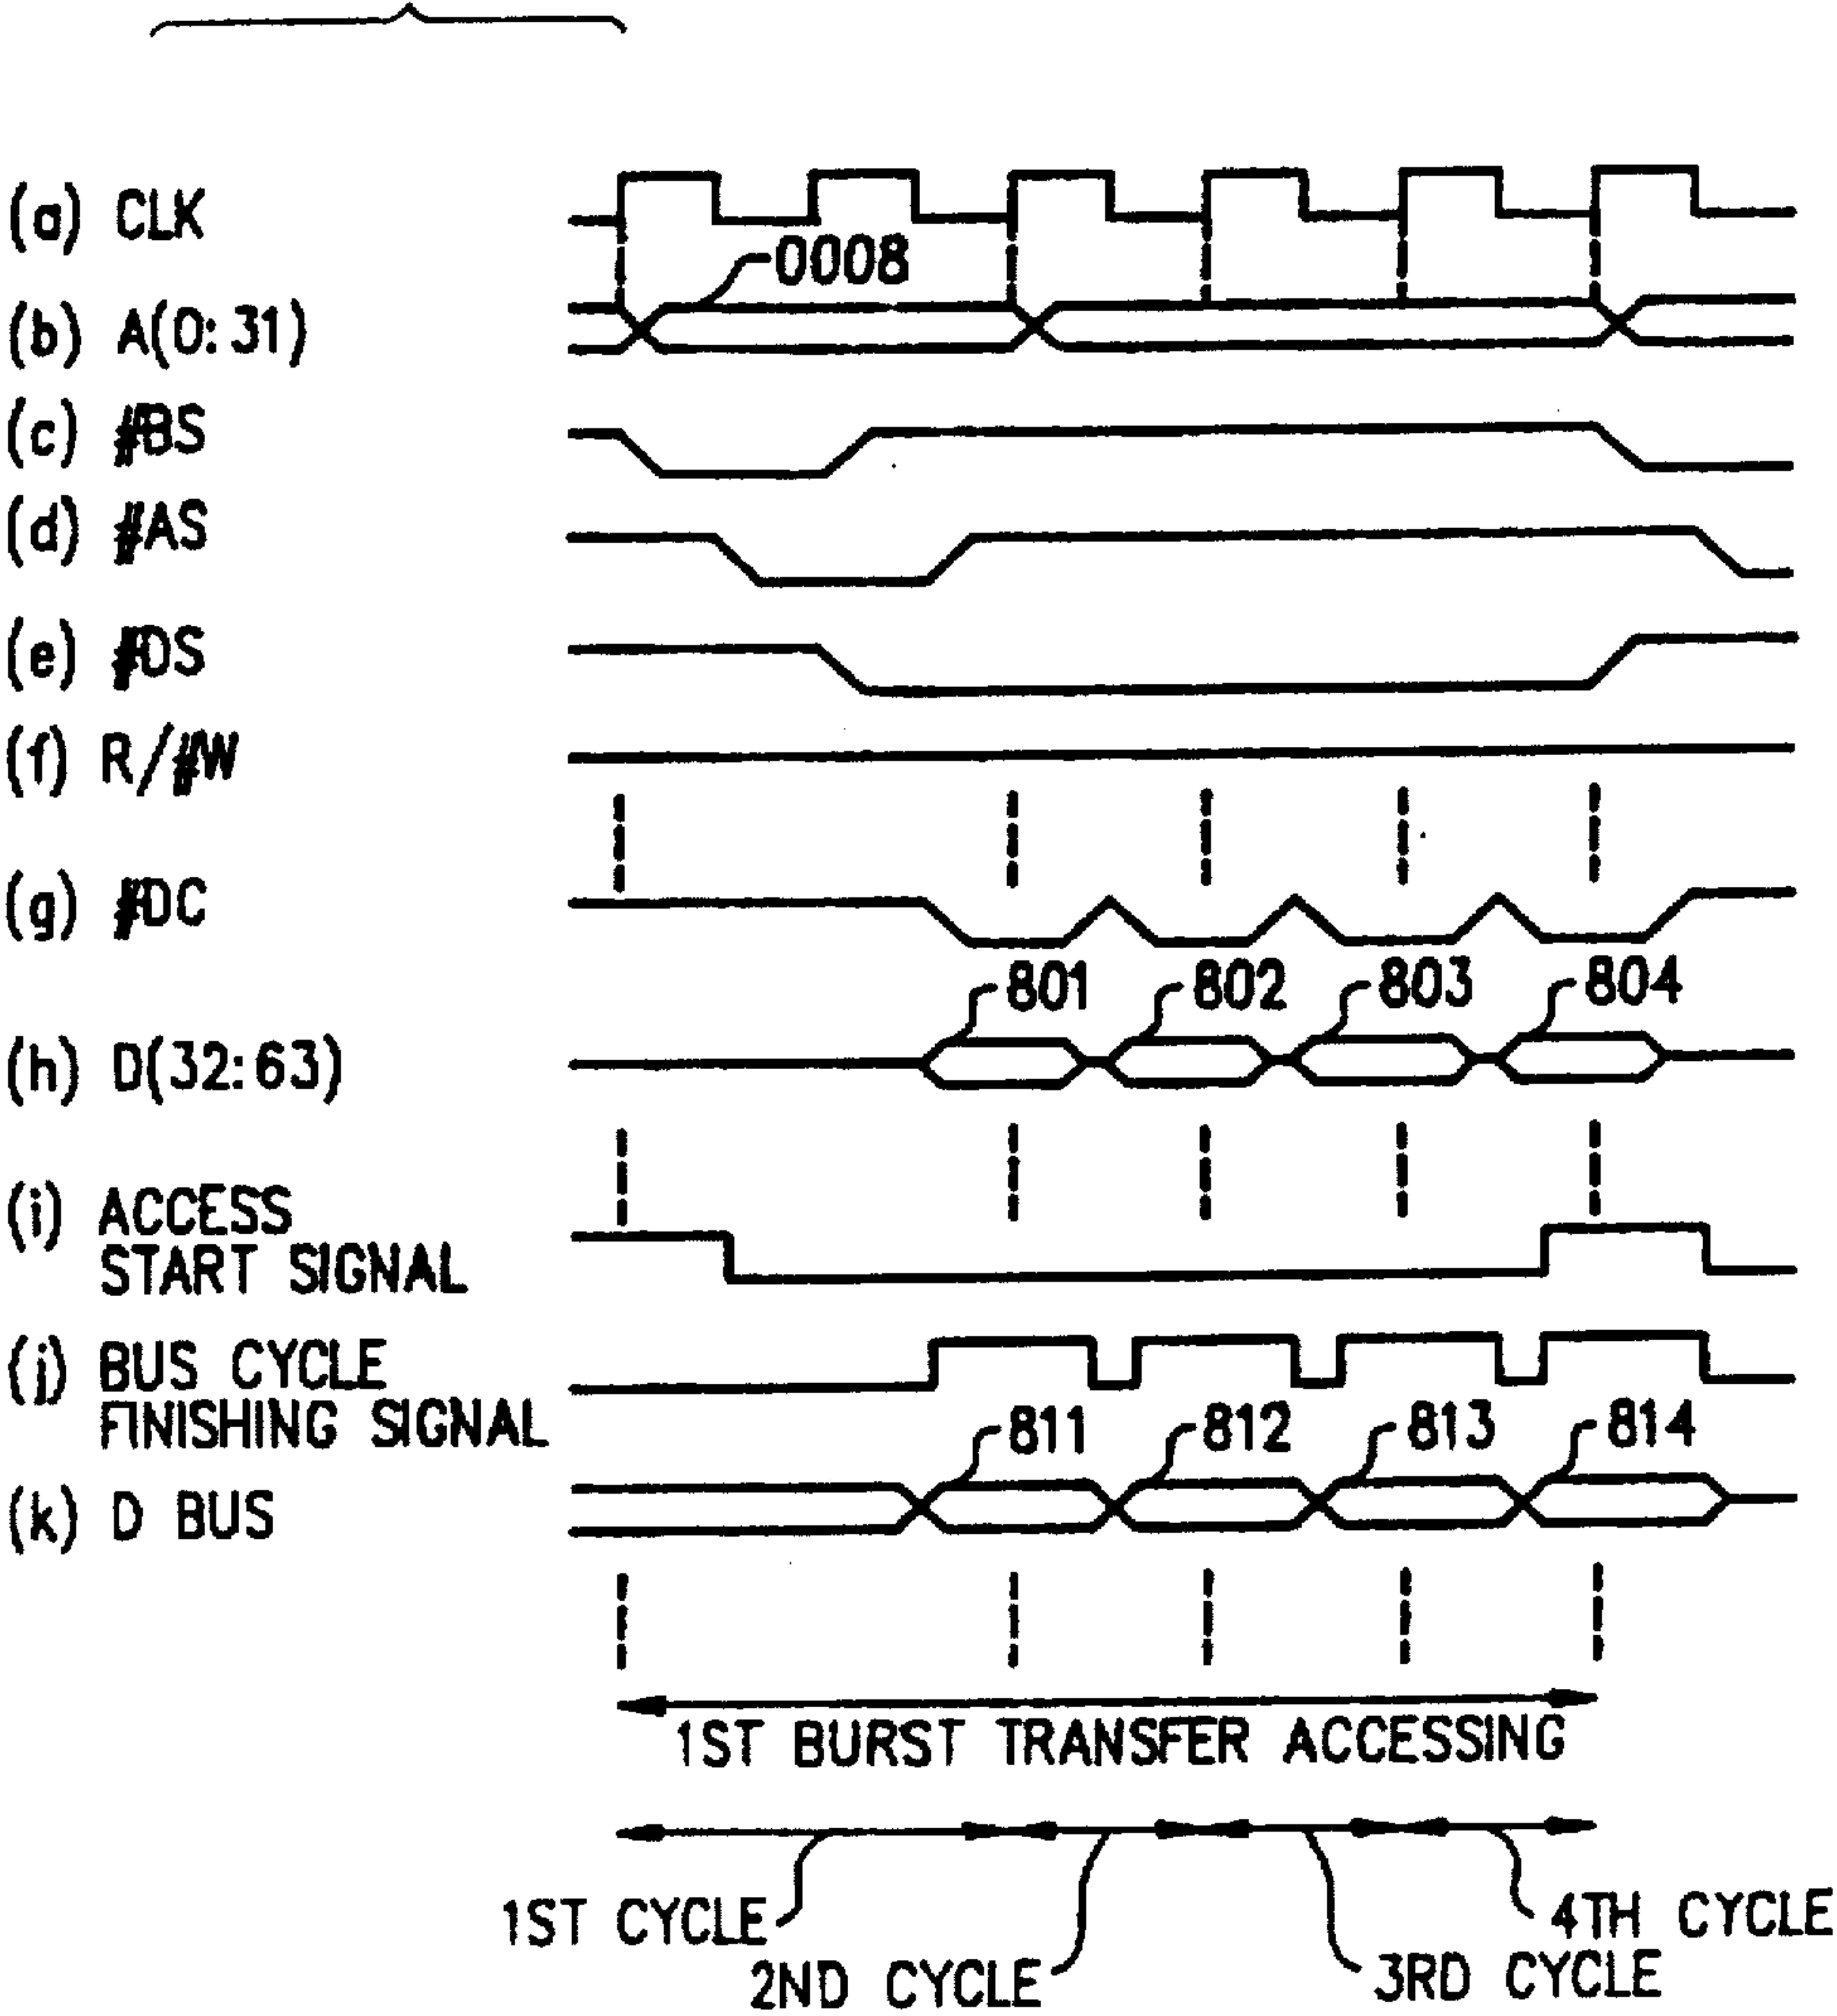 (a) CLK
0008
(b) A(0:31)
(c) #BS
(d) #AS
(e) #DS
(f) R/#W
(g) #DC
801 802 803 804
(h) D(32:63)
(i) ACCESS
START SIGNAL
(j) BUS CYCLE
FINISHING SIGNAL
811 812 813 814
(k) D BUS
1ST BURST TRANSFER ACCESSING
1ST CYCLE
2ND CYCLE
3RD CYCLE
4TH CYCLE